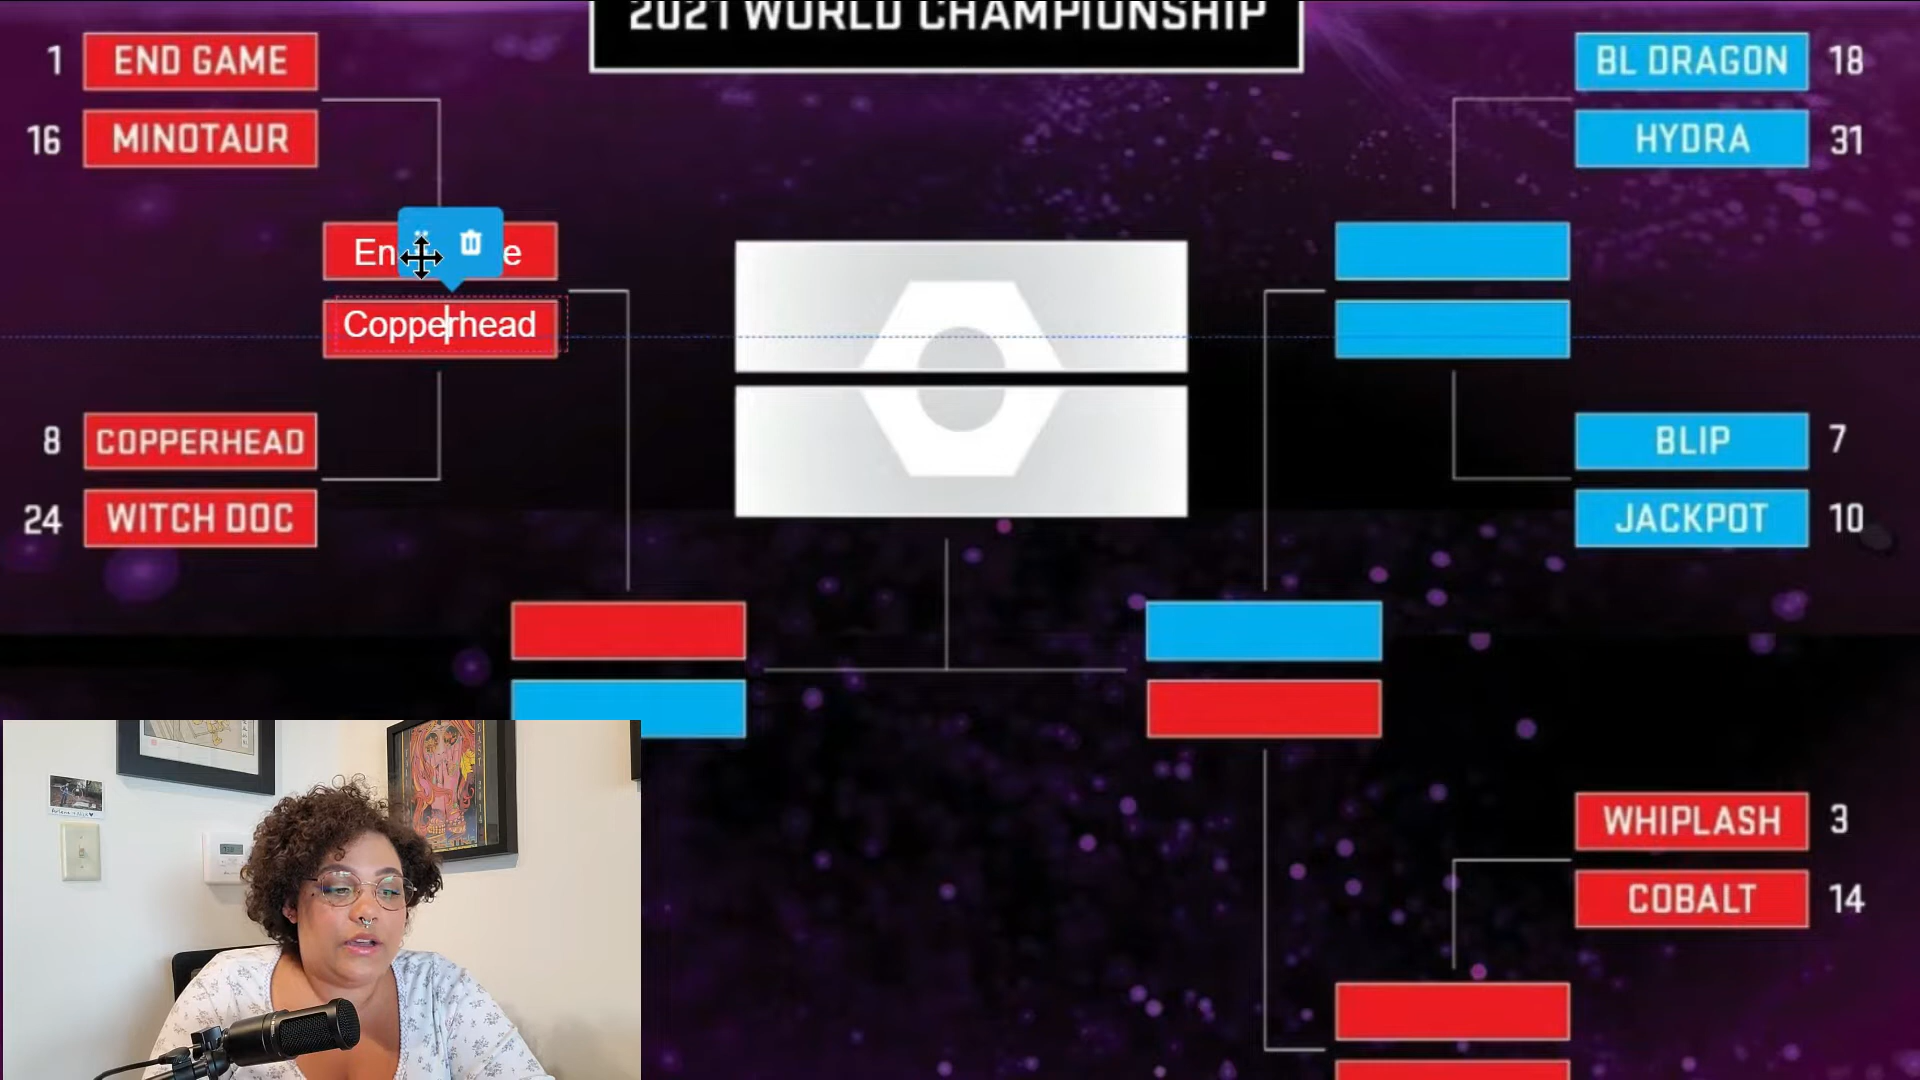 2021 WORLD CHAMPIONSHIP
1 END GAME
16 MINOTAUR
En e
Copperhead
8 COPPERHEAD
24 WITCH DOC
BL DRAGON 18
HYDRA 31
BLIP 7
JACKPOT 10
WHIPLASH 3
COBALT 14